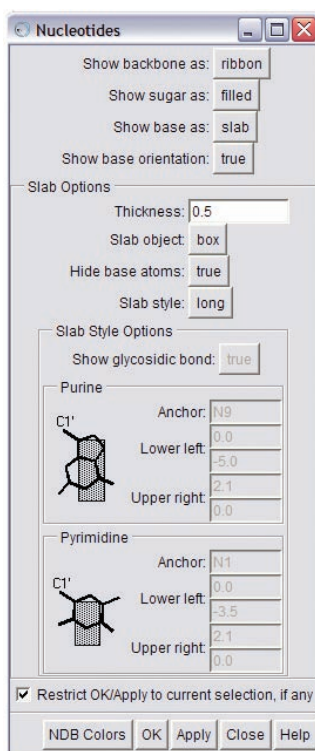 Nucleotides
Show backbone as: ribbon
Show sugar as: filled
Show base as: slab
Show base orientation: true
Slab Options
Thickness: 0.5
Slab object: box
Hide base atoms: true
Slab style: long
Slab Style Options
Show glycosidic bond: true
Purine
C1'
Anchor: N9
Lower left: 0.0
-5.0
Upper right: 2.1
0.0
Pyrimidine
C1'
Anchor: N1
Lower left: 0.0
-3.5
Upper right: 2.1
0.0
Restrict OK/Apply to current selection, if any
NDB Colors OK Apply Close Help